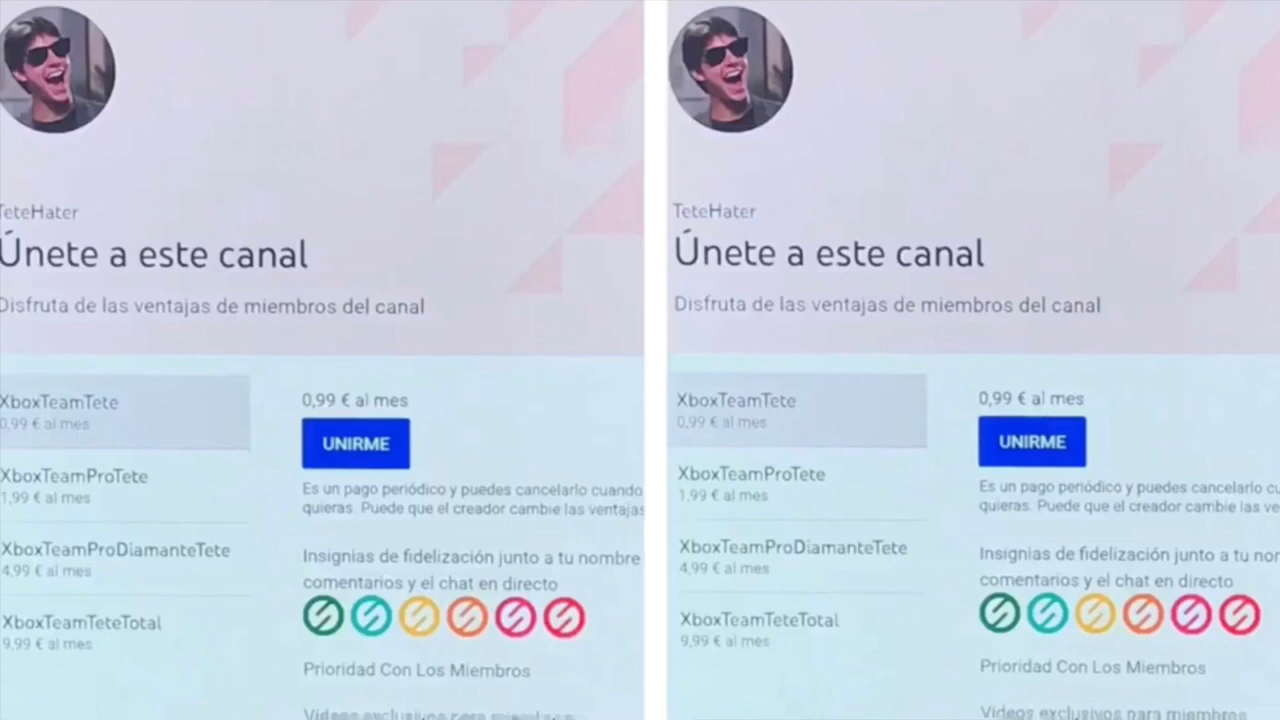 TeteHater
Únete a este canal
Disfruta de las ventajas de miembros del canal
XboxTeamTete
0,99 € al mes
XboxTeamProTete
1,99 € al mes
XboxTeamProDiamanteTete
4,99 € al mes
XboxTeamTeteTotal
9,99 € al mes
0,99 € al mes
UNIRME
Es un pago periódico y puedes cancelarlo cuando
quieras. Puede que el creador cambie las ventajas
Insignias de fidelización junto a tu nombre
comentarios y el chat en directo
Prioridad Con Los Miembros
Vídeos exclusivos para miembros
TeteHater
Únete a este canal
Disfruta de las ventajas de miembros del canal
XboxTeamTete
0,99 € al mes
XboxTeamProTete
1,99 € al mes
XboxTeamProDiamanteTete
4,99 € al mes
XboxTeamTeteTotal
9,99 € al mes
0,99 € al mes
UNIRME
Es un pago periódico y puedes cancelarlo cu
quieras. Puede que el creador cambie las ve
Insignias de fidelización junto a tu nor
comentarios y el chat en directo
Prioridad Con Los Miembros
Vídeos exclusivos para miembros